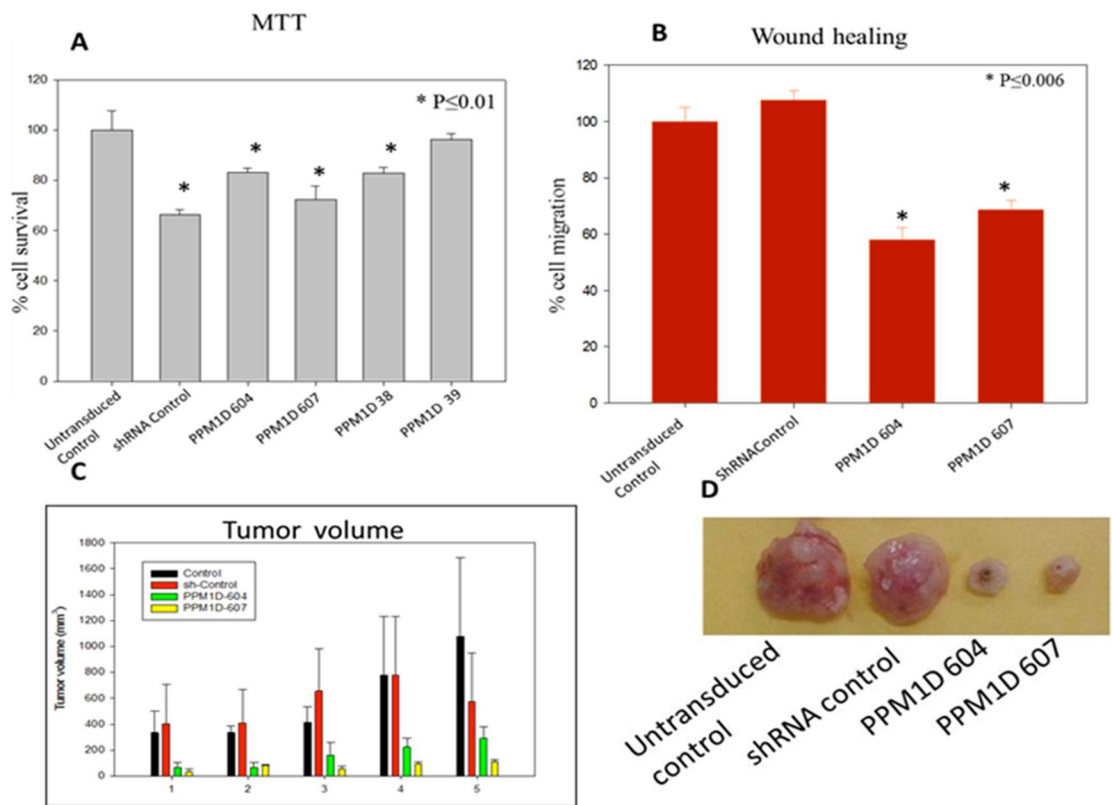 A
MTT
* P≤0.01
% cell survival
120
100
80
60
40
20
0
*
*
*
*
Untransduced
Control
shRNA Control
PPM1D 604
PPM1D 607
PPM1D 38
PPM1D 39
B
Wound healing
* P≤0.006
% cell migration
120
100
80
60
40
20
0
*
*
Untransduced
Control
ShRNAControl
PPM1D 604
PPM1D 607
C
Tumor volume
Tumor volume (mm³)
1800
1600
1400
1200
1000
800
600
400
200
0
Control
sh-Control
PPM1D-604
PPM1D-607
1
2
3
4
5
D
Untransduced
control
shRNA control
PPM1D 604
PPM1D 607